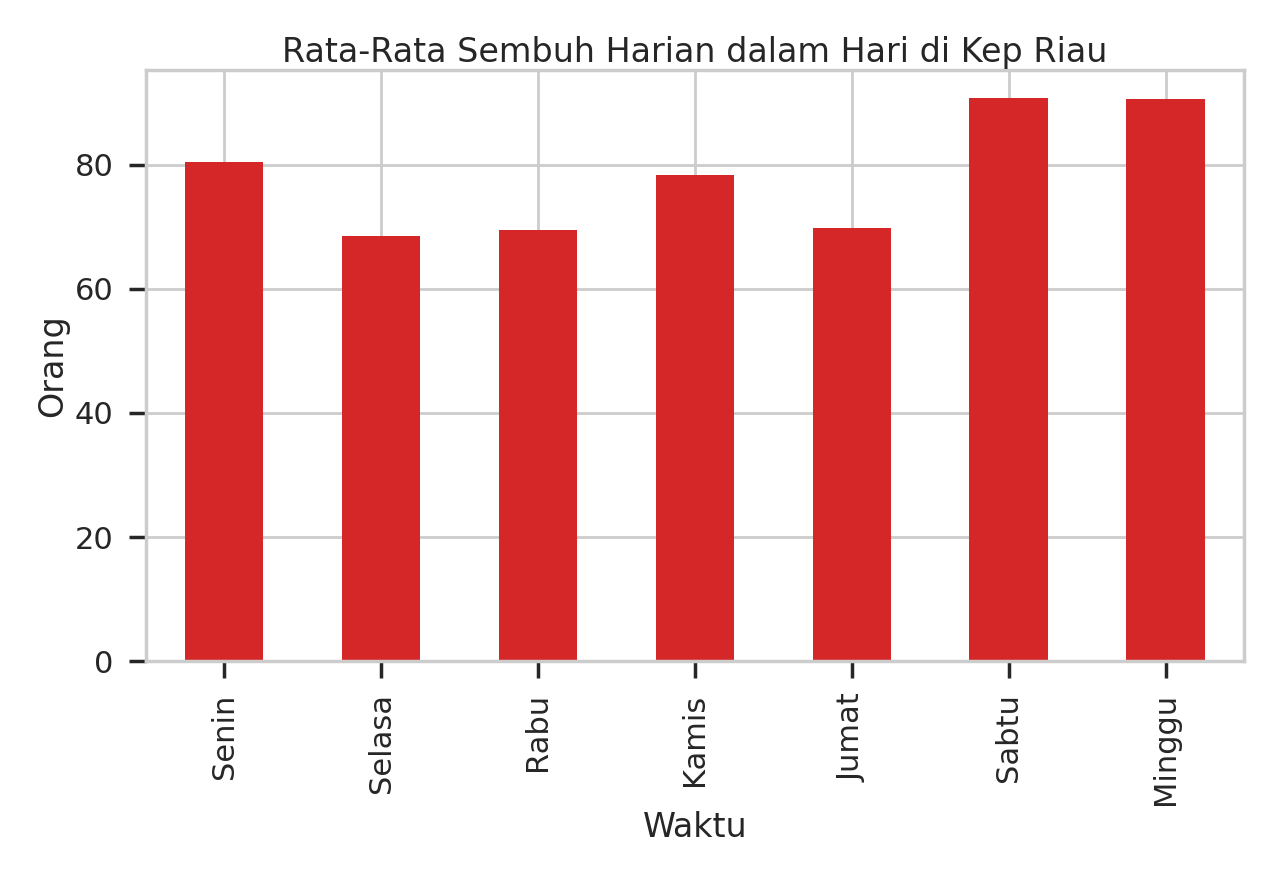 Rata-Rata Sembuh Harian dalam Hari di Kep Riau
Orang
80
60
40
20
0
Senin
Selasa
Rabu
Kamis
Jumat
Sabtu
Minggu
Waktu